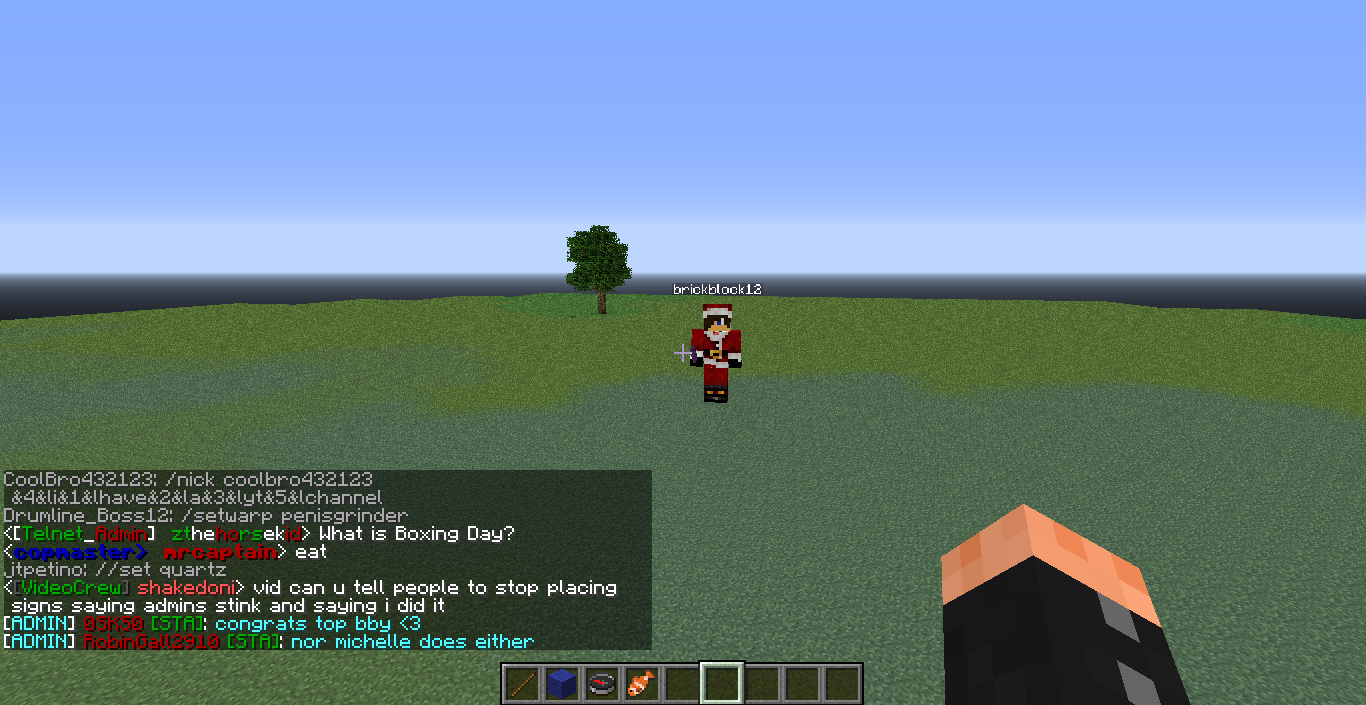 brickblock12
CoolBro432123: /nick coolbro432123
&4&li&1&lhave&2&la&3&lyt&5&lchannel
Drumline_Boss12: /setwarp penisgrinder
<[Telnet_Admin] zthehorsekid> What is Boxing Day?
<copmaster> mrcaptain> eat
jtpetino: //set quartz
<[VideoCrew] shakedoni> vid can u tell people to stop placing
signs saying admins stink and saying i did it
[ADMIN] 0SKS0 [STA]: congrats top bby <3
[ADMIN] RobinGall2910 [STA]: nor michelle does either